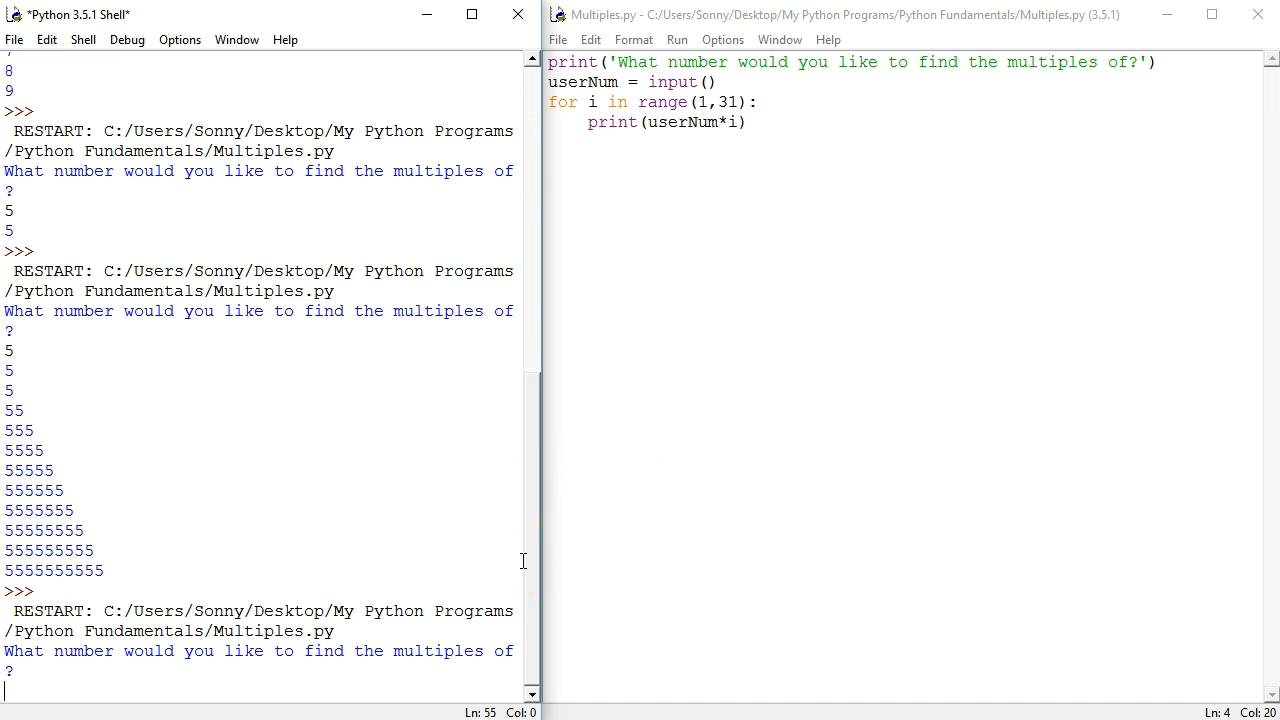 *Python 3.5.1 Shell*
File Edit Shell Debug Options Window Help
8
9
>>>
RESTART: C:/Users/Sonny/Desktop/My Python Programs
/Python Fundamentals/Multiples.py
What number would you like to find the multiples of
?
5
5
>>>
RESTART: C:/Users/Sonny/Desktop/My Python Programs
/Python Fundamentals/Multiples.py
What number would you like to find the multiples of
?
5
5
5
55
555
5555
55555
555555
5555555
55555555
555555555
5555555555
>>>
RESTART: C:/Users/Sonny/Desktop/My Python Programs
/Python Fundamentals/Multiples.py
What number would you like to find the multiples of
?
Ln: 55 Col: 0
Multiples.py - C:/Users/Sonny/Desktop/My Python Programs/Python Fundamentals/Multiples.py (3.5.1)
File Edit Format Run Options Window Help
print('What number would you like to find the multiples of?')
userNum = input()
for i in range(1,31):
    print(userNum*i)
Ln: 4 Col: 20